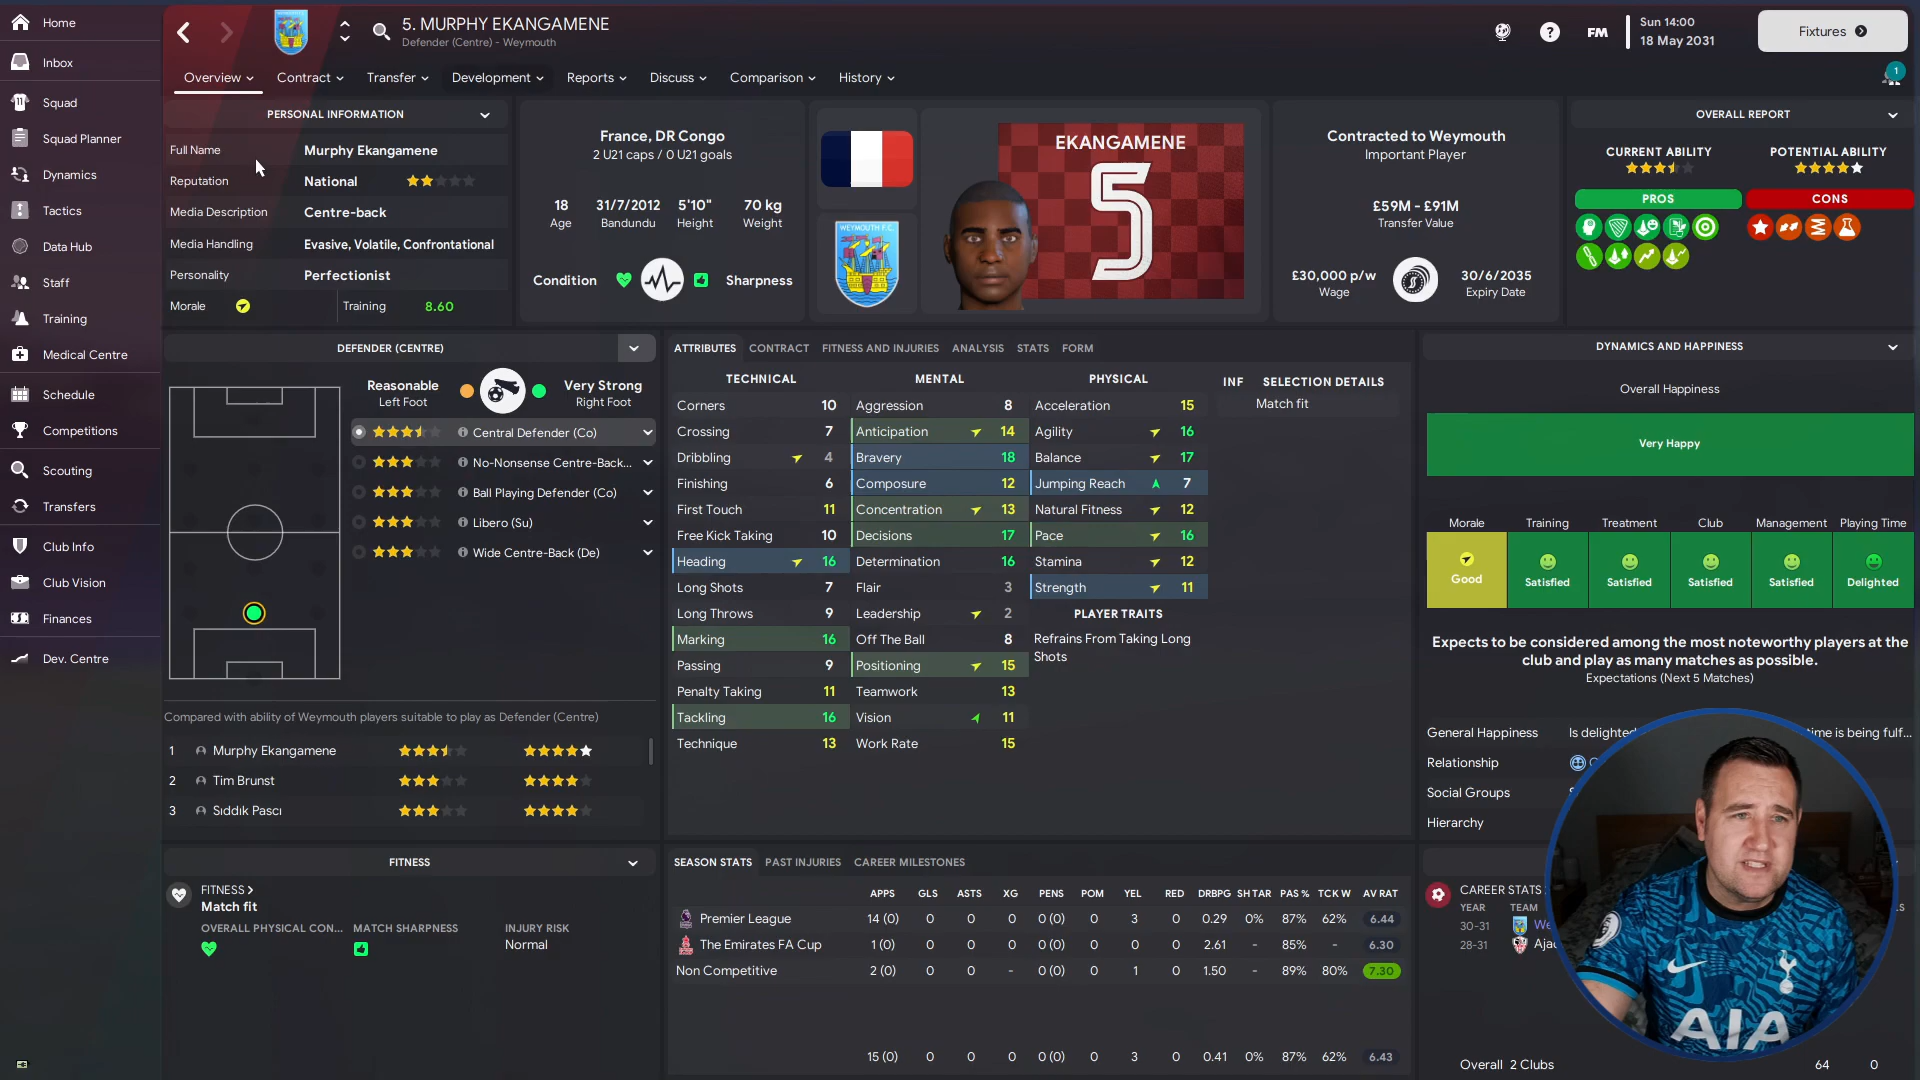 Home
Inbox
Squad
Squad Planner
Dynamics
Tactics
Data Hub
Staff
Training
Medical Centre
Schedule
Competitions
Scouting
Transfers
Club Info
Club Vision
Finances
Dev. Centre
5. MURPHY EKANGAMENE
Defender (Centre) - Weymouth
FM
Sun 14:00
18 May 2031
Fixtures
1
Overview Contract Transfer Development Reports Discuss Comparison History
PERSONAL INFORMATION
Full Name Murphy Ekangamene
Reputation National
Media Description Centre-back
Media Handling Evasive, Volatile, Confrontational
Personality Perfectionist
Morale Training 8.60
France, DR Congo
2 U21 caps / 0 U21 goals
18 31/7/2012 5'10" 70 kg
Age Bandundu Height Weight
Condition Sharpness
WEYMOUTH F.C.
EKANGAMENE
5
Contracted to Weymouth
Important Player
£59M - £91M
Transfer Value
£30,000 p/w 30/6/2035
Wage Expiry Date
OVERALL REPORT
CURRENT ABILITY POTENTIAL ABILITY
PROS CONS
DEFENDER (CENTRE)
Reasonable Very Strong
Left Foot Right Foot
Central Defender (Co)
No-Nonsense Centre-Back...
Ball Playing Defender (Co)
Libero (Su)
Wide Centre-Back (De)
Compared with ability of Weymouth players suitable to play as Defender (Centre)
1 Murphy Ekangamene
2 Tim Brunst
3 Sıddık Pascı
ATTRIBUTES CONTRACT FITNESS AND INJURIES ANALYSIS STATS FORM
TECHNICAL
Corners 10
Crossing 7
Dribbling 4
Finishing 6
First Touch 11
Free Kick Taking 10
Heading 16
Long Shots 7
Long Throws 9
Marking 16
Passing 9
Penalty Taking 11
Tackling 16
Technique 13
MENTAL
Aggression 8
Anticipation 14
Bravery 18
Composure 12
Concentration 13
Decisions 17
Determination 16
Flair 3
Leadership 2
Off The Ball 8
Positioning 15
Teamwork 13
Vision 11
Work Rate 15
PHYSICAL
Acceleration 15
Agility 16
Balance 17
Jumping Reach 7
Natural Fitness 12
Pace 16
Stamina 12
Strength 11
PLAYER TRAITS
Refrains From Taking Long
Shots
INF SELECTION DETAILS
Match fit
DYNAMICS AND HAPPINESS
Overall Happiness
Very Happy
Morale Training Treatment Club Management Playing Time
Good Satisfied Satisfied Satisfied Satisfied Delighted
Expects to be considered among the most noteworthy players at the
club and play as many matches as possible.
Expectations (Next 5 Matches)
General Happiness Is delighted time is being fulf...
Relationship
Social Groups
Hierarchy
FITNESS
FITNESS >
Match fit
OVERALL PHYSICAL CON... MATCH SHARPNESS INJURY RISK
Normal
SEASON STATS PAST INJURIES CAREER MILESTONES
APPS GLS ASTS XG PENS POM YEL RED DRBPG SH TAR PAS % TCK W AV RAT
Premier League 14 (0) 0 0 0 0 (0) 0 3 0 0.29 0% 87% 62% 6.44
The Emirates FA Cup 1 (0) 0 0 0 0 (0) 0 0 0 2.61 - 85% - 6.30
Non Competitive 2 (0) 0 0 - 0 (0) 0 1 0 1.50 - 89% 80% 7.30
15 (0) 0 0 0 0 (0) 0 3 0 0.41 0% 87% 62% 6.43
CAREER STATS
YEAR TEAM
30-31 We
28-31 Ajac
Overall 2 Clubs 64 0
AIA